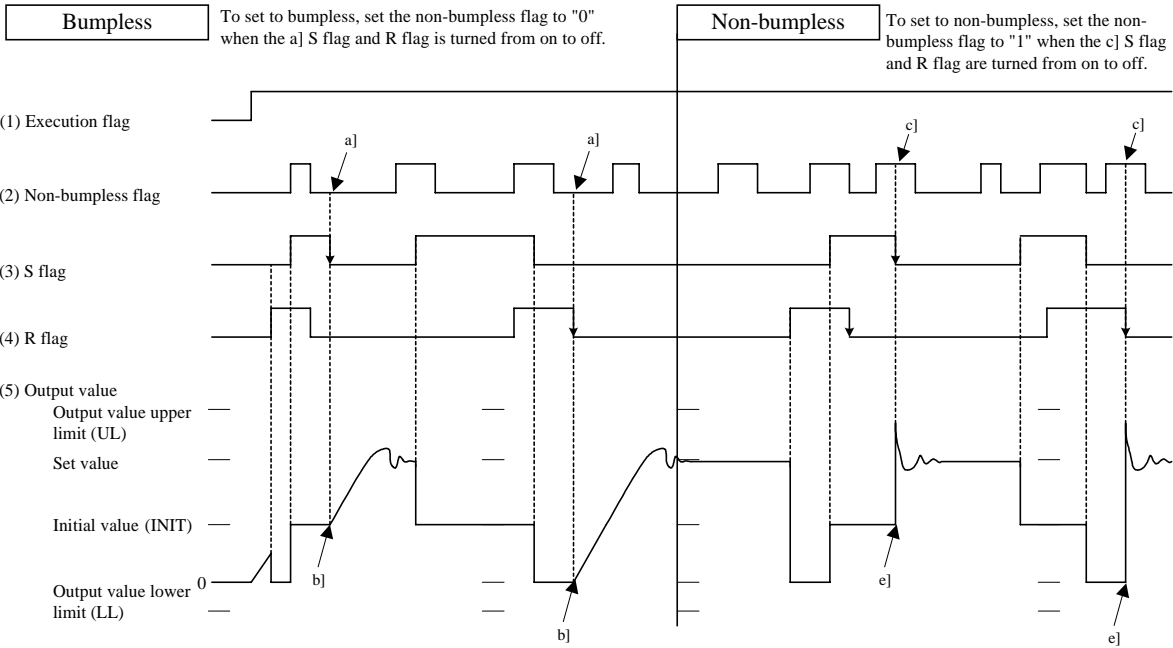 Bumpless
To set to bumpless, set the non-bumpless flag to "0"
when the a] S flag and R flag is turned from on to off.
Non-bumpless
To set to non-bumpless, set the non-
bumpless flag to "1" when the c] S flag
and R flag are turned from on to off.
(1) Execution flag
a]
a]
c]
c]
(2) Non-bumpless flag
(3) S flag
(4) R flag
(5) Output value
Output value upper
limit (UL)
Set value
Initial value (INIT)
0
Output value lower
limit (LL)
b]
b]
e]
e]